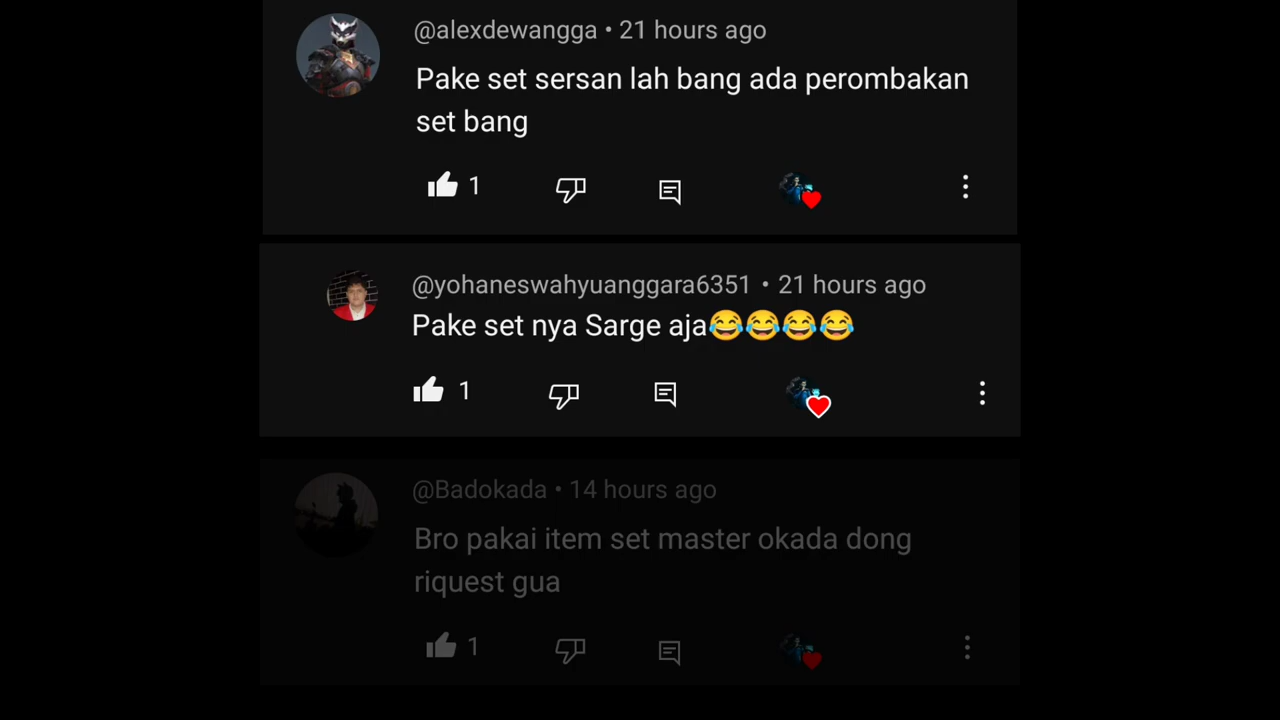 @alexdewangga • 21 hours ago
Pake set sersan lah bang ada perombakan
set bang
1
@yohaneswahyuanggara6351 • 21 hours ago
Pake set nya Sarge aja😂😂😂😂
1
@Badokada • 14 hours ago
Bro pakai item set master okada dong
riquest gua
1